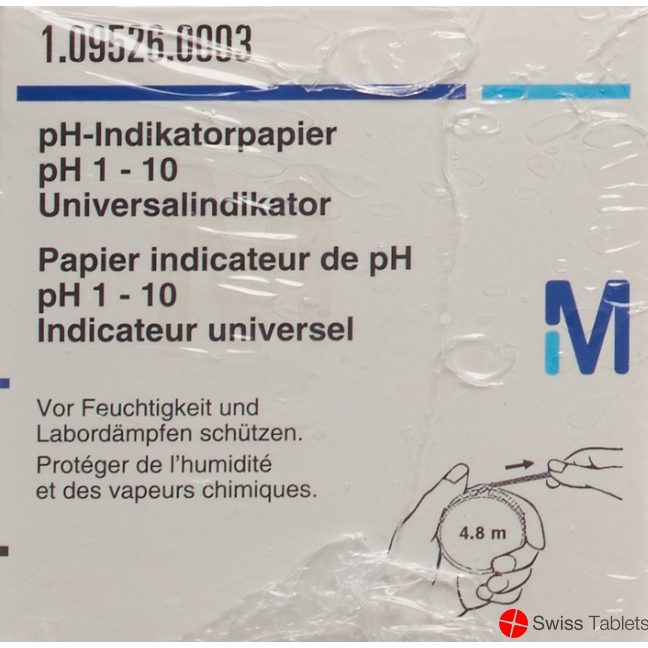 1.09526.0003
pH-Indikatorpapier
pH 1 - 10
Universalindikator
Papier indicateur de pH
pH 1 - 10
Indicateur universel
M
Vor Feuchtigkeit und
Labordämpfen schützen.
Protéger de l'humidité
et des vapeurs chimiques.
4.8 m
Swiss Tablets